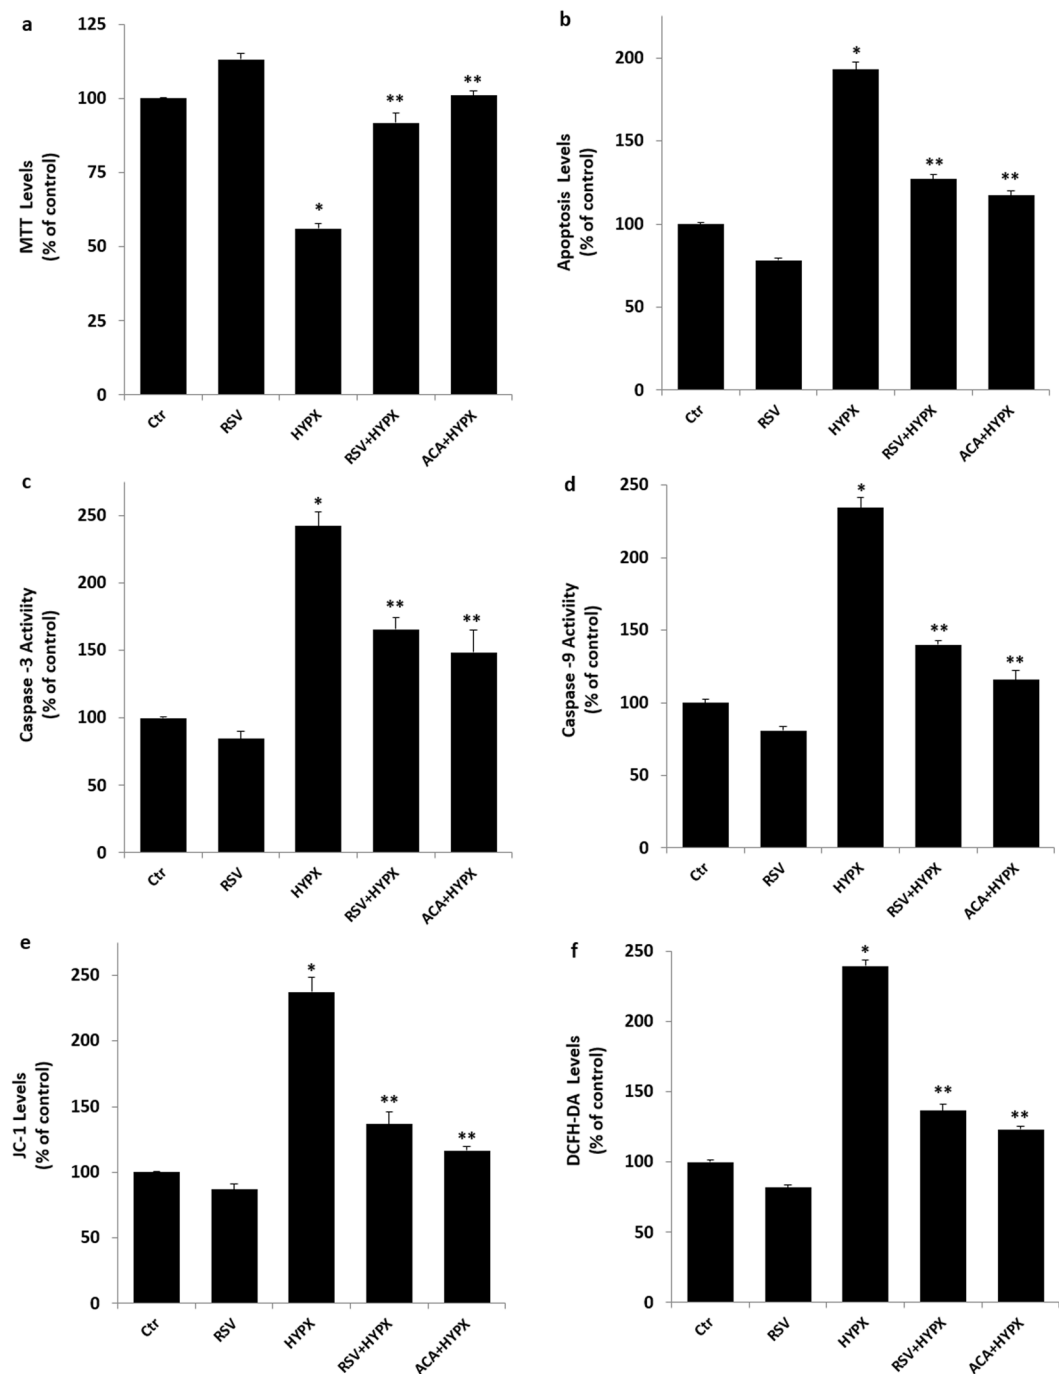 a
MTT Levels
(% of control)
125
100
75
50
25
0
*
**
**
Ctr
RSV
HYPX
RSV+HYPX
ACA+HYPX
b
Apoptosis Levels
(% of control)
200
150
100
50
0
*
**
**
Ctr
RSV
HYPX
RSV+HYPX
ACA+HYPX
c
Caspase -3 Activiity
(% of control)
250
200
150
100
50
0
*
**
**
Ctr
RSV
HYPX
RSV+HYPX
ACA+HYPX
d
Caspase -9 Activiity
(% of control)
250
200
150
100
50
0
*
**
**
Ctr
RSV
HYPX
RSV+HYPX
ACA+HYPX
e
JC-1 Levels
(% of control)
250
200
150
100
50
0
*
**
**
Ctr
RSV
HYPX
RSV+HYPX
ACA+HYPX
f
DCFH-DA Levels
(% of control)
250
200
150
100
50
0
*
**
**
Ctr
RSV
HYPX
RSV+HYPX
ACA+HYPX